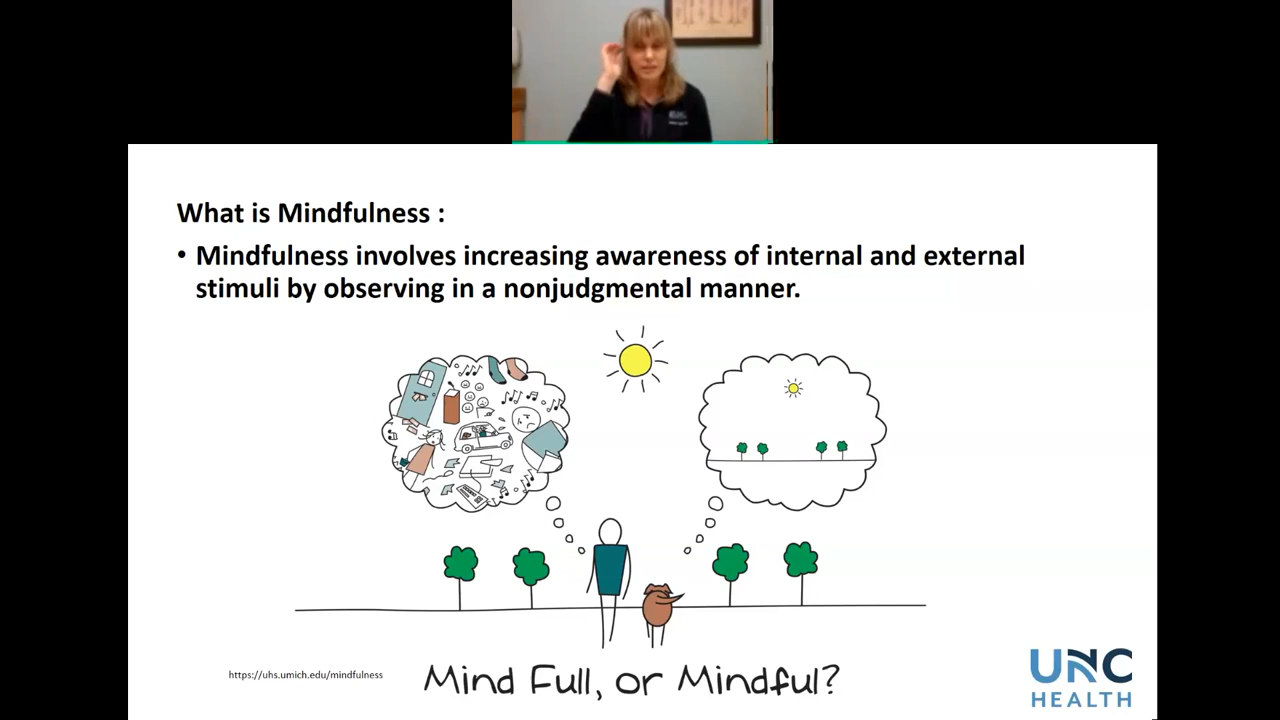 What is Mindfulness :
• Mindfulness involves increasing awareness of internal and external
stimuli by observing in a nonjudgmental manner.
https://uhs.umich.edu/mindfulness
Mind Full, or Mindful?
UNC
HEALTH